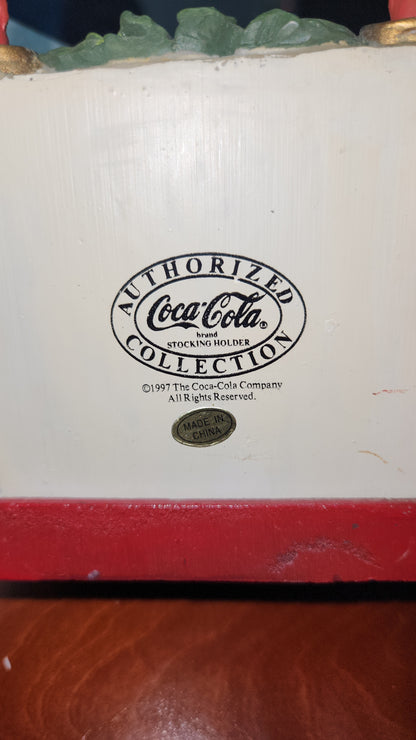 AUTHORIZED
Coca-Cola®
brand
STOCKING HOLDER
COLLECTION
©1997 The Coca-Cola Company
All Rights Reserved.
MADE IN
CHINA